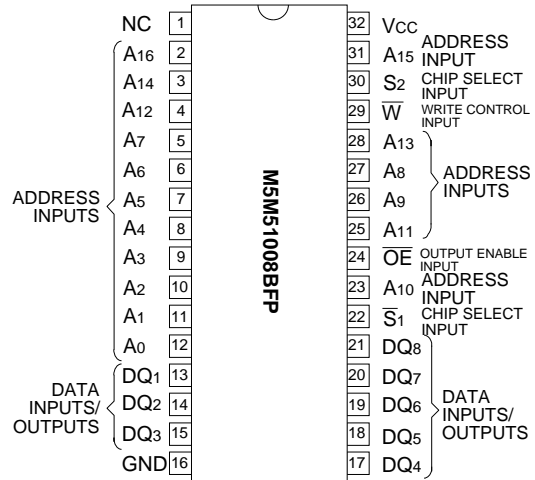 NC 1
A16 2
A14 3
A12 4
A7 5
A6 6
A5 7
A4 8
A3 9
A2 10
A1 11
A0 12
DQ1 13
DQ2 14
DQ3 15
GND 16
ADDRESS
INPUTS
DATA
INPUTS/
OUTPUTS
M5M51008BFP
32 VCC
31 A15 ADDRESS
INPUT
30 S2 CHIP SELECT
INPUT
29 W̅ WRITE CONTROL
INPUT
28 A13
27 A8
26 A9
25 A11
ADDRESS
INPUTS
24 O̅E̅ OUTPUT ENABLE
INPUT
23 A10 ADDRESS
INPUT
22 S̅1 CHIP SELECT
INPUT
21 DQ8
20 DQ7
19 DQ6
18 DQ5
17 DQ4
DATA
INPUTS/
OUTPUTS